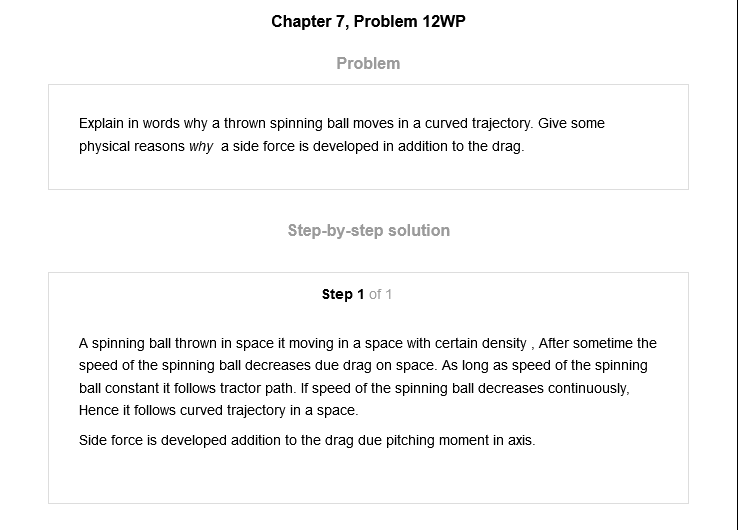 Chapter 7, Problem 12WP
Problem
Explain in words why a thrown spinning ball moves in a curved trajectory. Give some
physical reasons why a side force is developed in addition to the drag.
Step-by-step solution
Step 1 of 1
A spinning ball thrown in space it moving in a space with certain density , After sometime the
speed of the spinning ball decreases due drag on space. As long as speed of the spinning
ball constant it follows tractor path. If speed of the spinning ball decreases continuously,
Hence it follows curved trajectory in a space.
Side force is developed addition to the drag due pitching moment in axis.